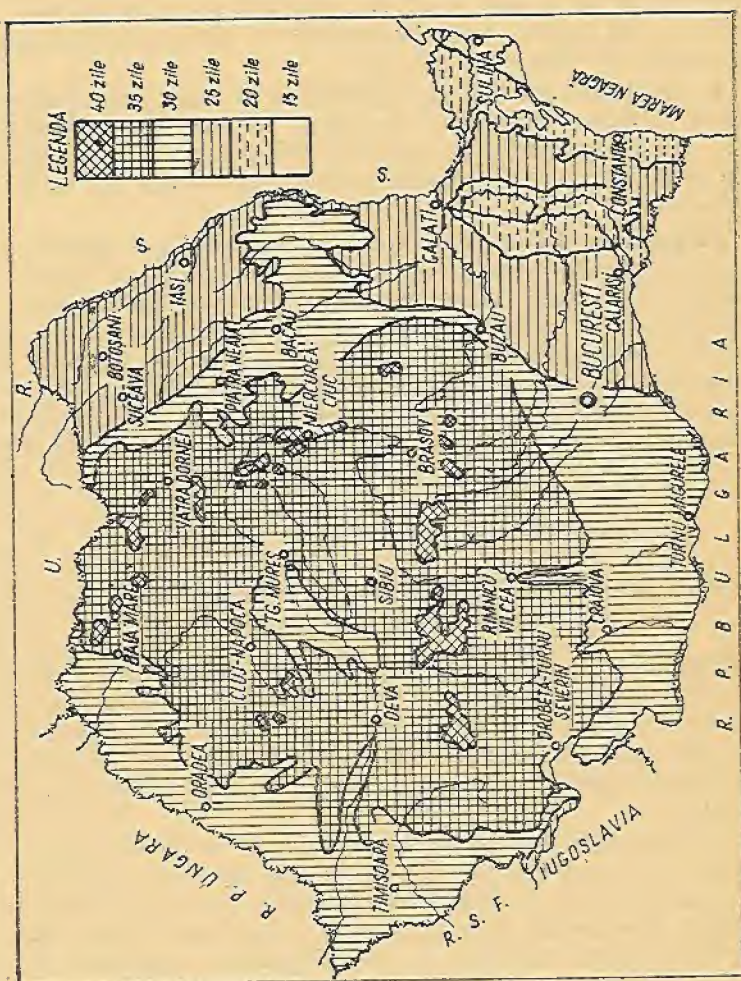 LEGENDA
40 zile
35 zile
30 zile
25 zile
20 zile
15 zile
R.
S.
S.
U.
BOTOȘANI
SUCEAVA
IAȘI
VATRA DORNEI
PIATRA NEAMȚ
BACĂU
MIERCUREA
CIUC
BAIA MARE
CLUJ-NAPOCA
TG. MUREȘ
ORADEA
R. P. UNGARĂ
TIMIȘOARA
DEVA
SIBIU
BRAȘOV
GALAȚI
SULINA
MAREA NEAGRĂ
BUZĂU
RÎMNICU
VÎLCEA
DROBETA-TURNU
SEVERIN
CRAIOVA
BUCUREȘTI
CĂLĂRAȘI
CONSTANȚA
TURNU MĂGURELE
R. S. F.
IUGOSLAVIA
R. P. BULGARIA